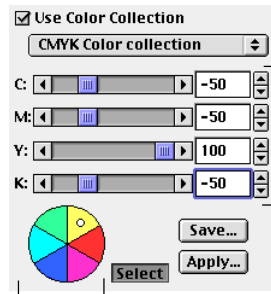 Use Color Collection
CMYK Color collection
C: -50
M: -50
Y: 100
K: -50
Save...
Select Apply...